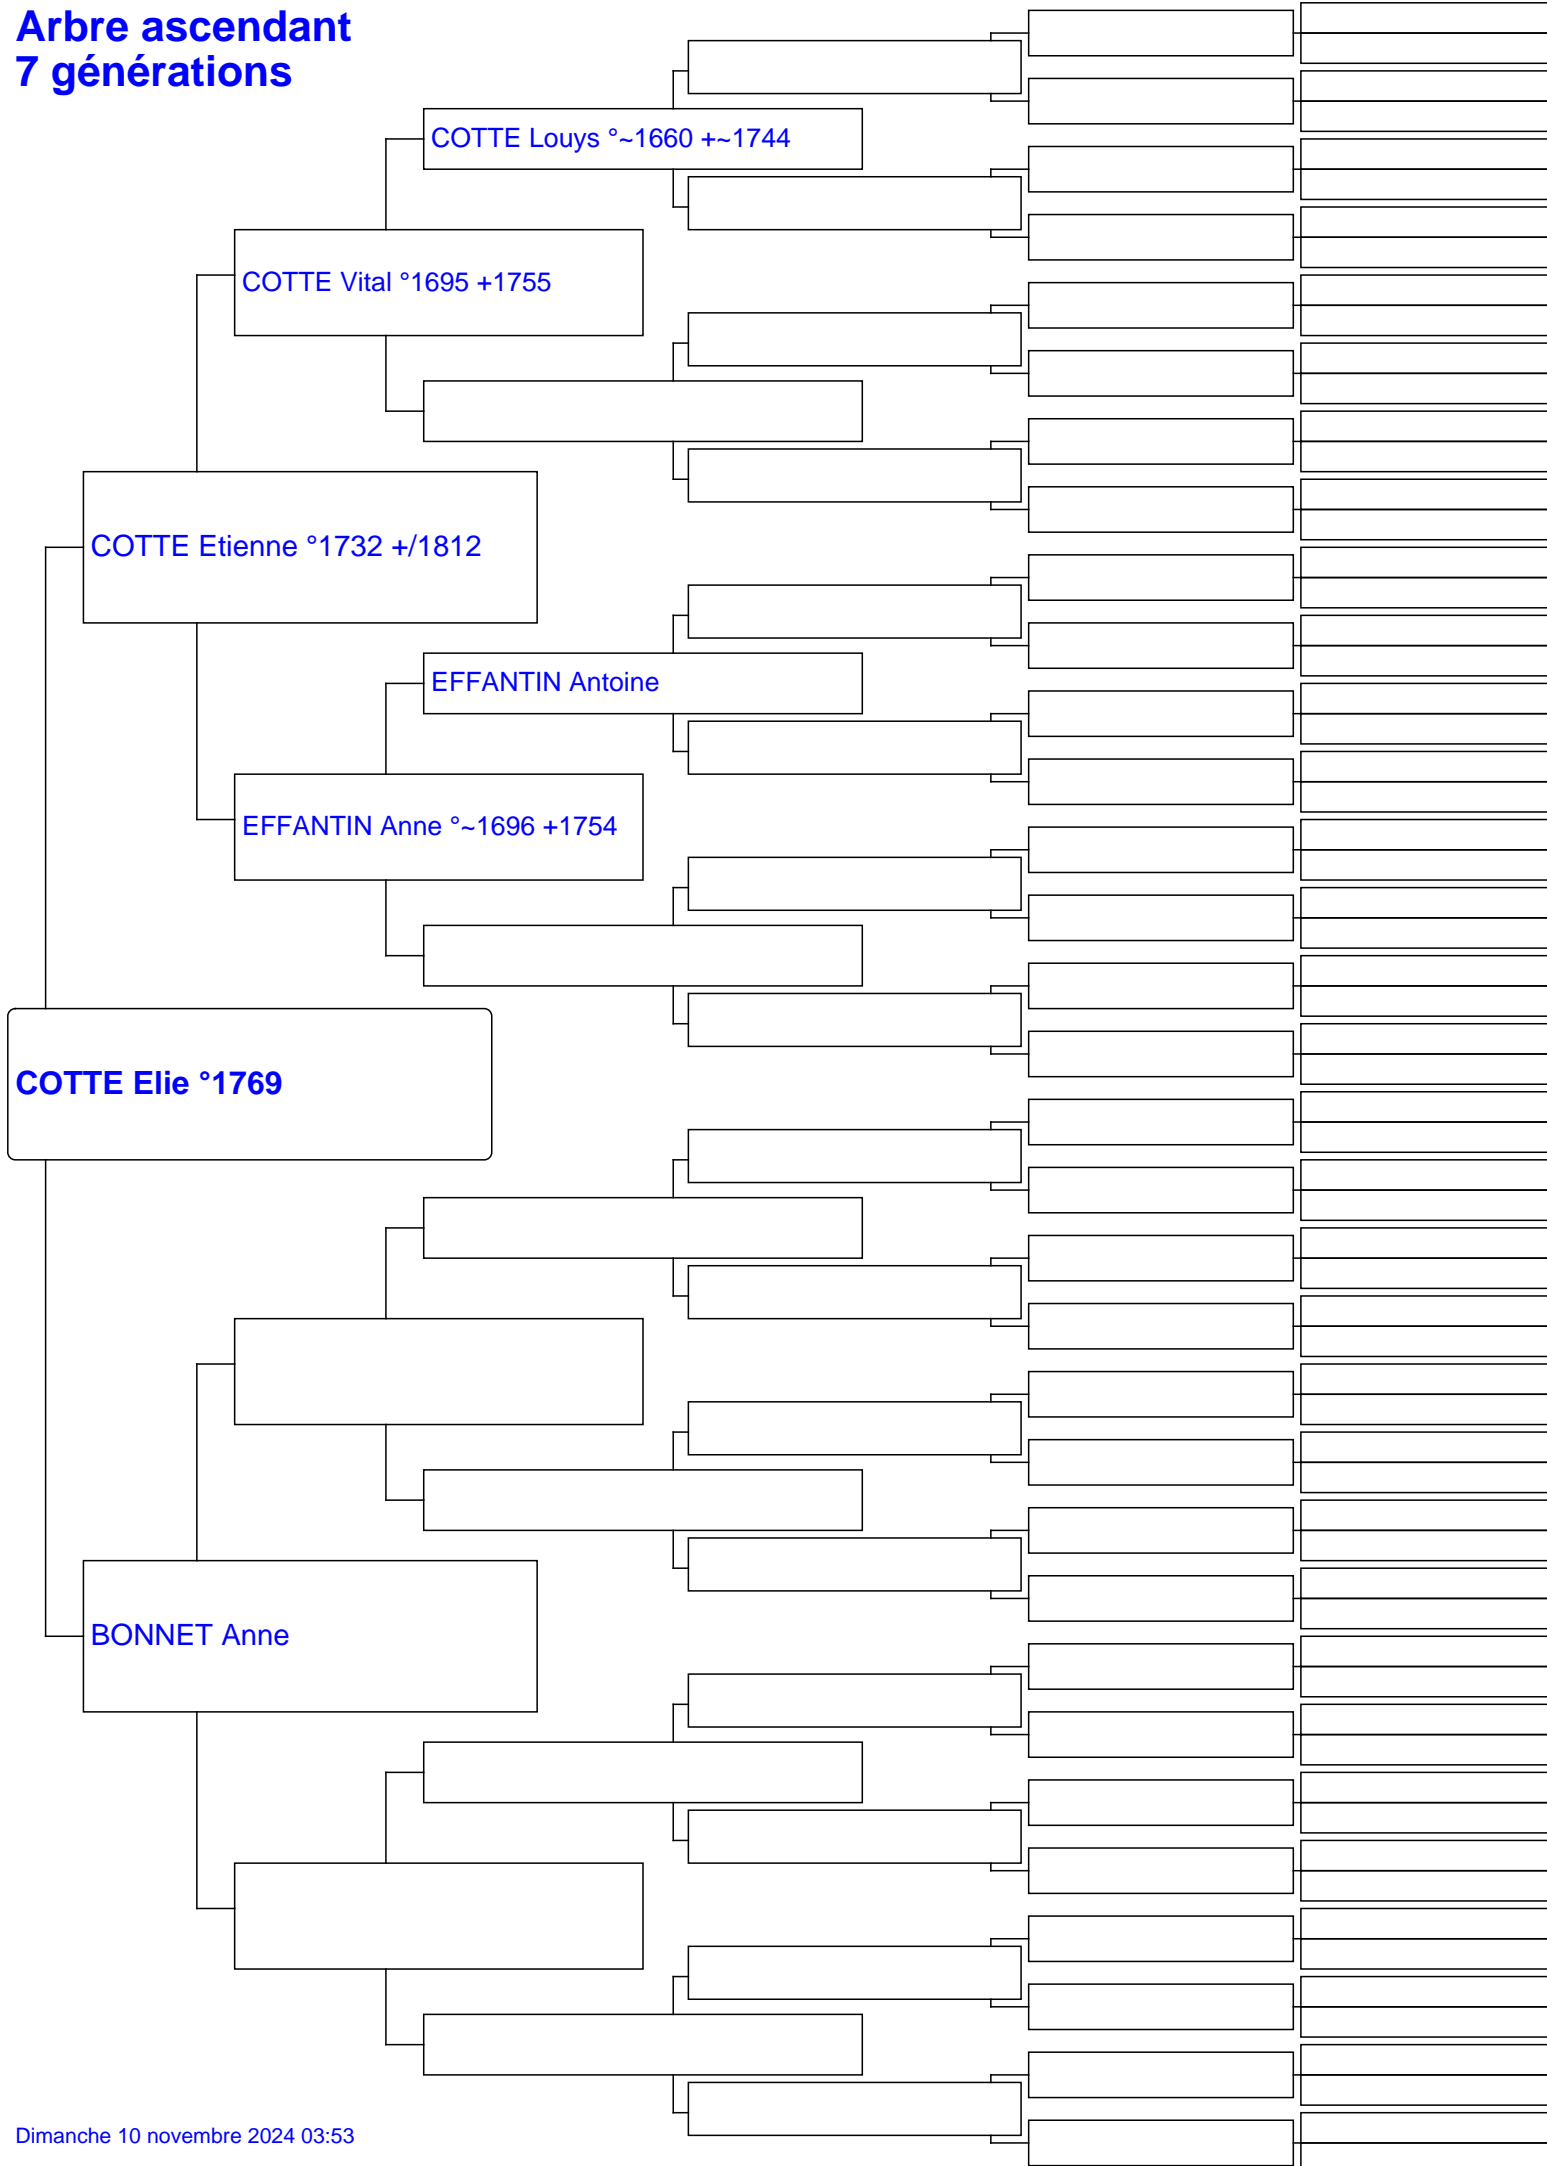 Arbre ascendant
7 générations
COTTE Louys °~1660 +~1744
COTTE Vital °1695 +1755
COTTE Etienne °1732 +/1812
EFFANTIN Antoine
EFFANTIN Anne °~1696 +1754
COTTE Elie °1769
BONNET Anne
Dimanche 10 novembre 2024 03:53